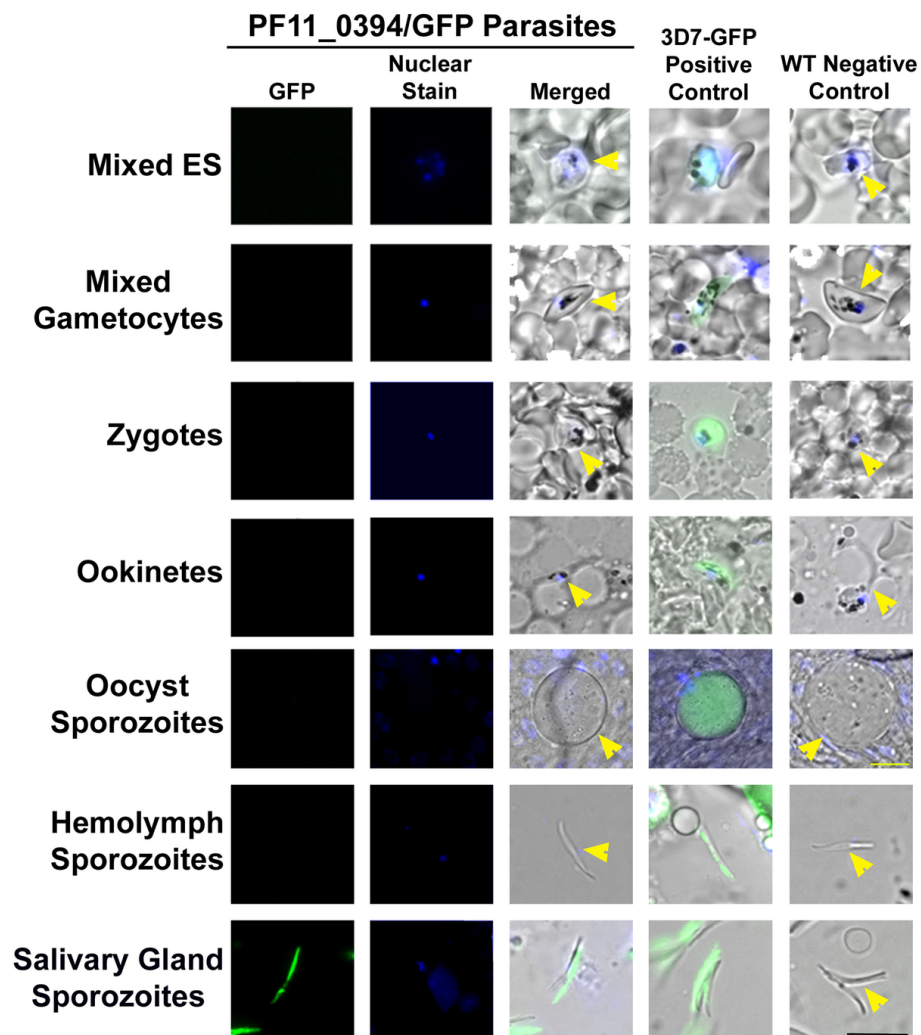 PF11_0394/GFP Parasites
GFP
Nuclear
Stain
Merged
3D7-GFP
Positive
Control
WT Negative
Control
Mixed ES
Mixed
Gametocytes
Zygotes
Ookinetes
Oocyst
Sporozoites
Hemolymph
Sporozoites
Salivary Gland
Sporozoites